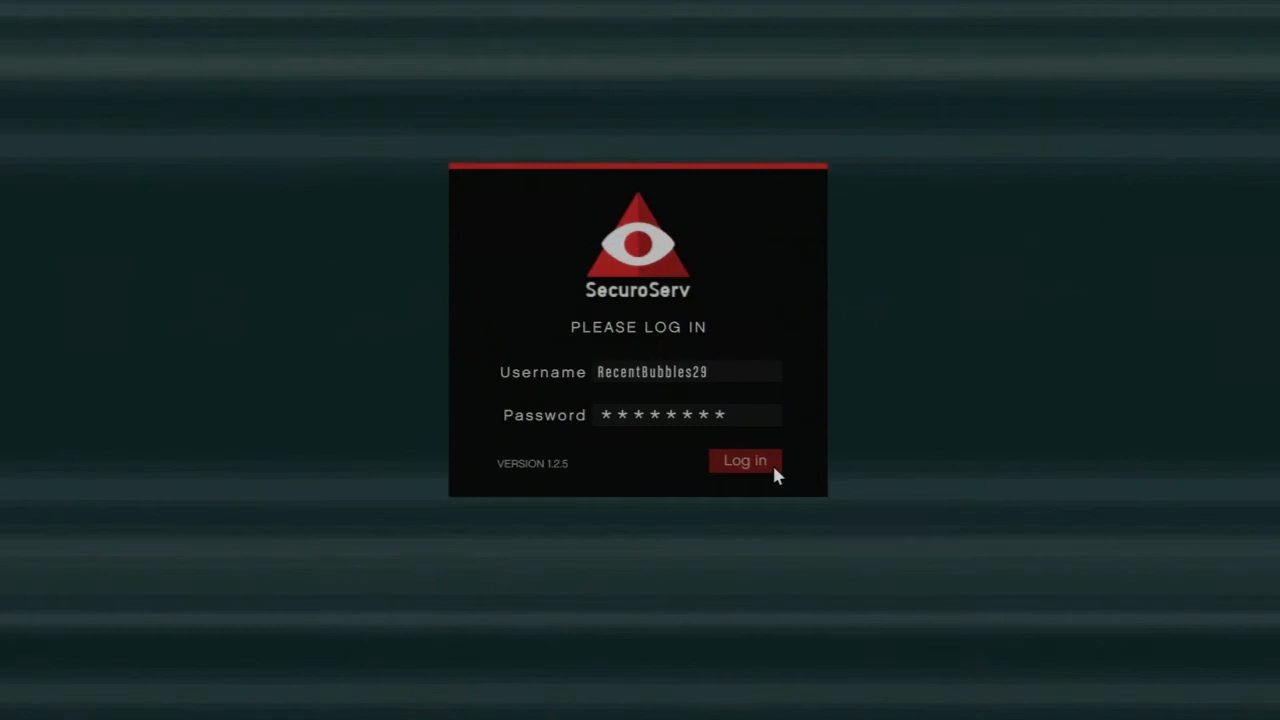 SecuroServ
PLEASE LOG IN
Username RecentBubbles29
Password ********
VERSION 1.2.5 Log in